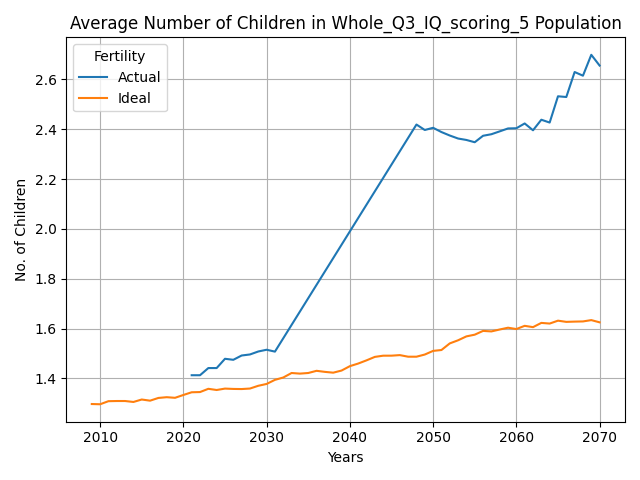 Average Number of Children in Whole_Q3_IQ_scoring_5 Population
Fertility
Actual
Ideal
No. of Children
2.6
2.4
2.2
2.0
1.8
1.6
1.4
2010 2020 2030 2040 2050 2060 2070
Years